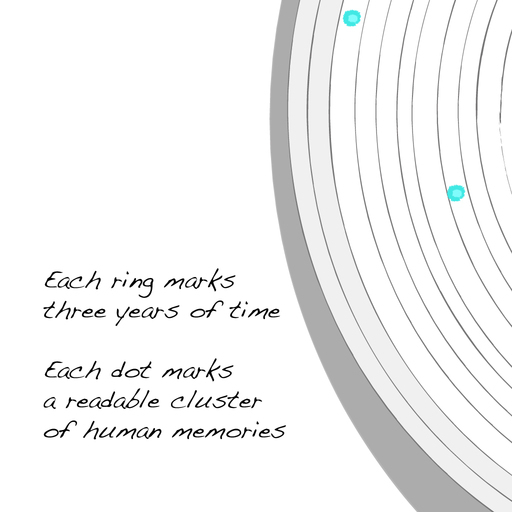 Each ring marks
three years of time
Each dot marks
a readable cluster
of human memories